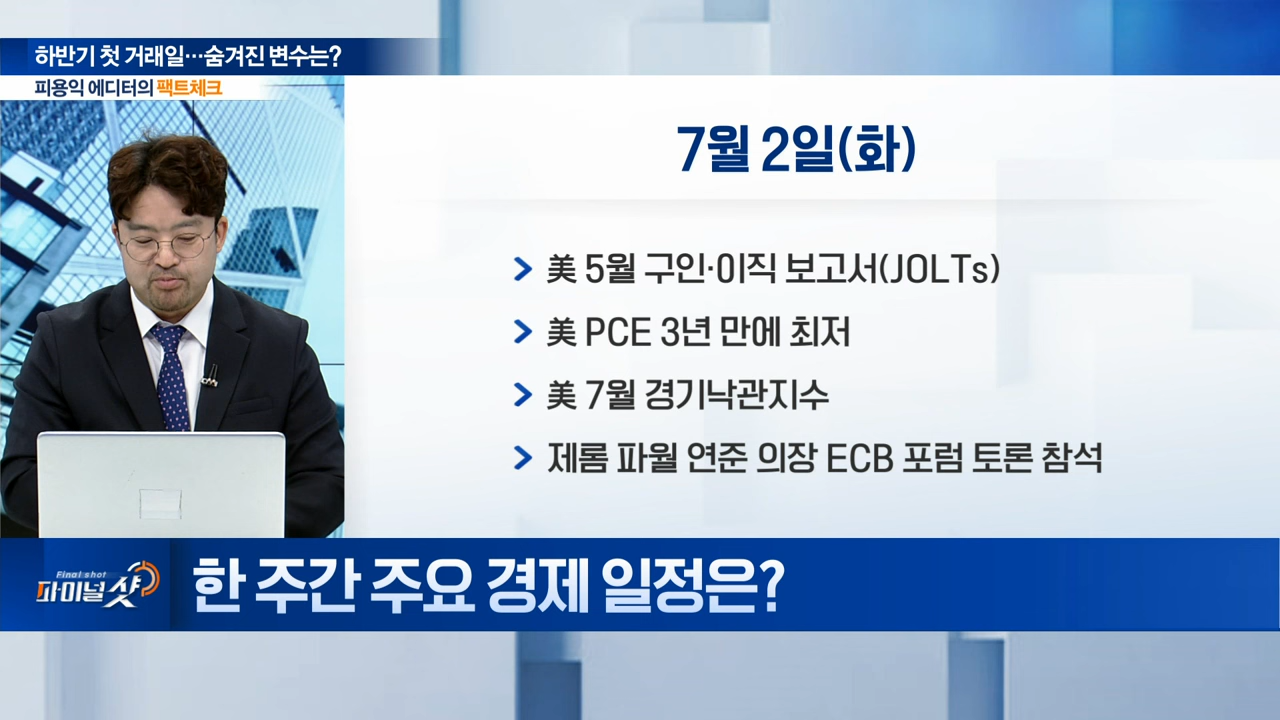 하반기 첫 거래일…숨겨진 변수는?
피용익 에디터의 팩트체크
7월 2일(화)
美 5월 구인·이직 보고서(JOLTs)
美 PCE 3년 만에 최저
美 7월 경기낙관지수
제롬 파월 연준 의장 ECB 포럼 토론 참석
Final shot
파이널샷
한 주간 주요 경제 일정은?